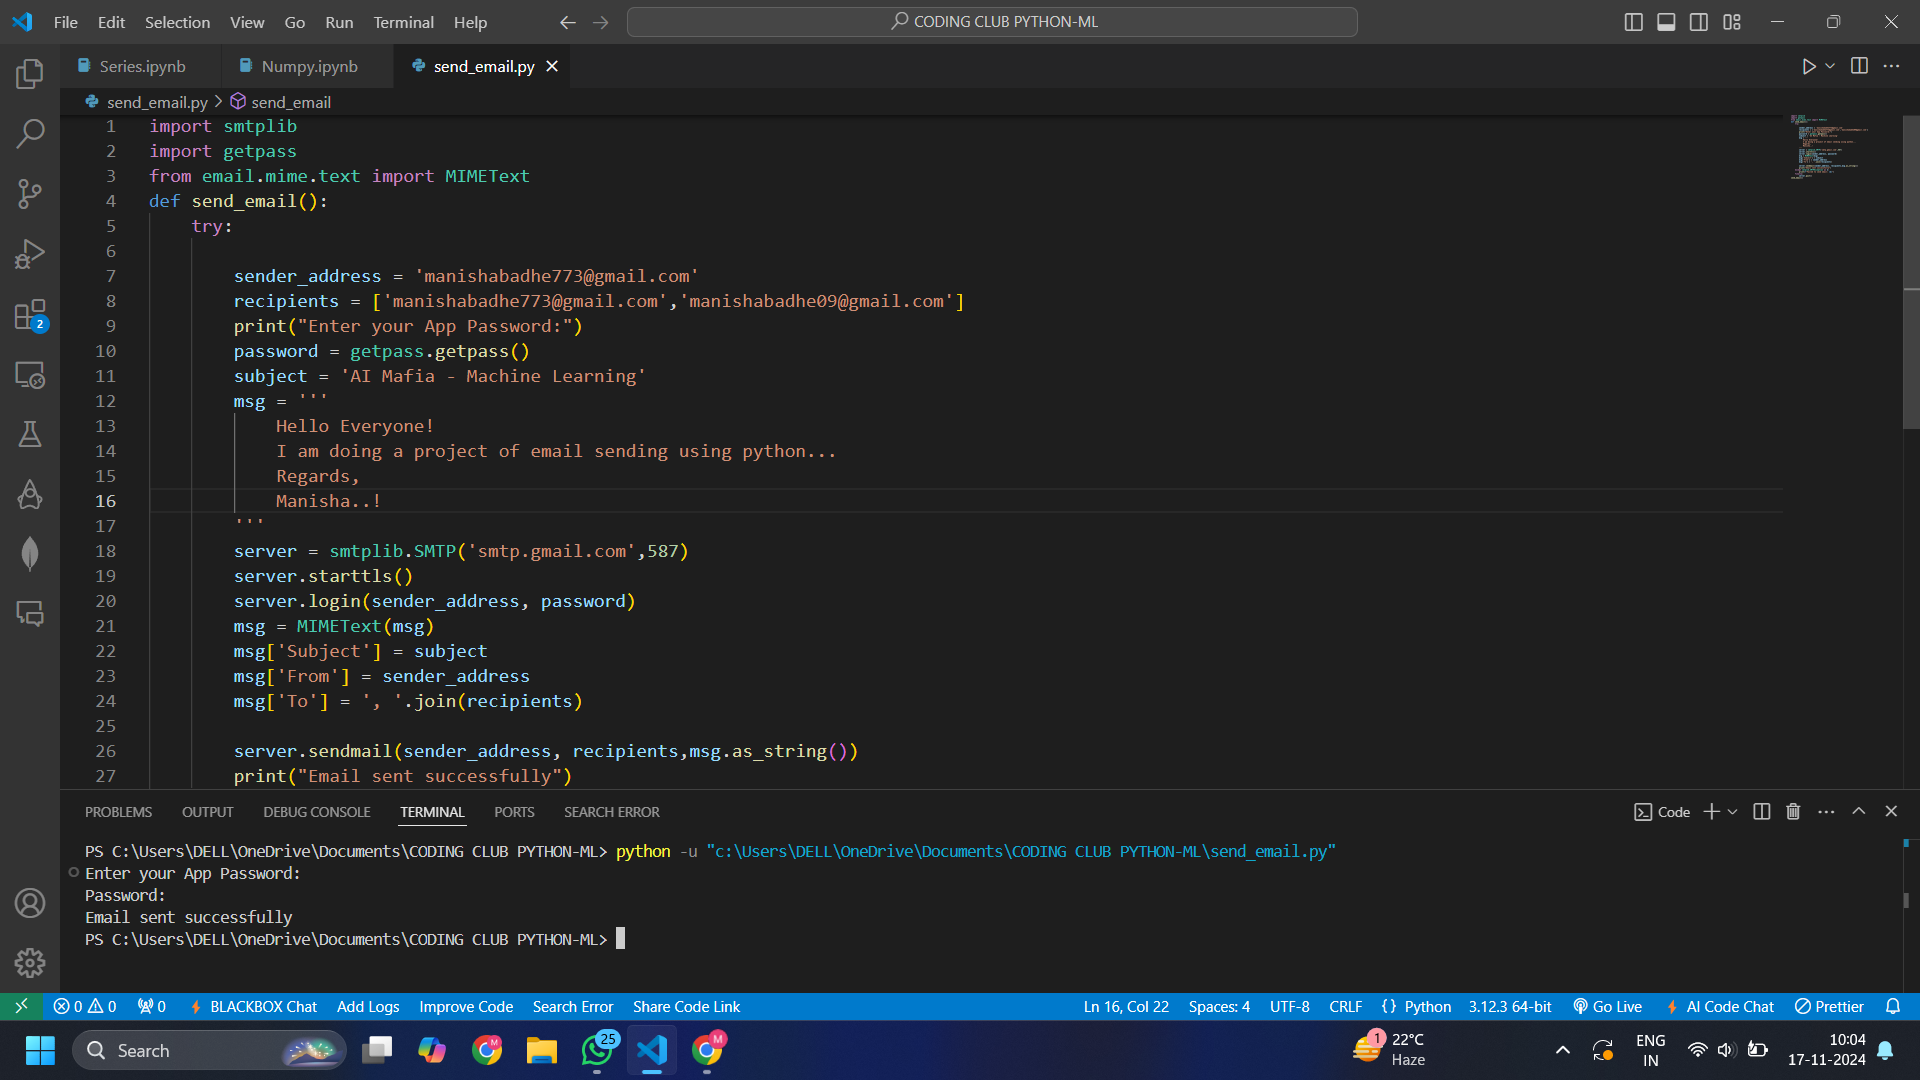 File Edit Selection View Go Run Terminal Help
CODING CLUB PYTHON-ML
Series.ipynb Numpy.ipynb send_email.py
send_email.py > send_email
1 import smtplib
2 import getpass
3 from email.mime.text import MIMEText
4 def send_email():
5 try:
6
7 sender_address = 'manishabadhe773@gmail.com'
8 recipients = ['manishabadhe773@gmail.com','manishabadhe09@gmail.com']
9 print("Enter your App Password:")
10 password = getpass.getpass()
11 subject = 'AI Mafia - Machine Learning'
12 msg = '''
13 Hello Everyone!
14 I am doing a project of email sending using python...
15 Regards,
16 Manisha..!
17 '''
18 server = smtplib.SMTP('smtp.gmail.com',587)
19 server.starttls()
20 server.login(sender_address, password)
21 msg = MIMEText(msg)
22 msg['Subject'] = subject
23 msg['From'] = sender_address
24 msg['To'] = ', '.join(recipients)
25
26 server.sendmail(sender_address, recipients,msg.as_string())
27 print("Email sent successfully")
2
PROBLEMS OUTPUT DEBUG CONSOLE TERMINAL PORTS SEARCH ERROR
Code
PS C:\Users\DELL\OneDrive\Documents\CODING CLUB PYTHON-ML> python -u "c:\Users\DELL\OneDrive\Documents\CODING CLUB PYTHON-ML\send_email.py"
Enter your App Password:
Password:
Email sent successfully
PS C:\Users\DELL\OneDrive\Documents\CODING CLUB PYTHON-ML>
0 0 0 BLACKBOX Chat Add Logs Improve Code Search Error Share Code Link
Ln 16, Col 22 Spaces: 4 UTF-8 CRLF {} Python 3.12.3 64-bit Go Live AI Code Chat Prettier
Search
M
25
M
1
22°C
Haze
ENG
IN
10:04
17-11-2024